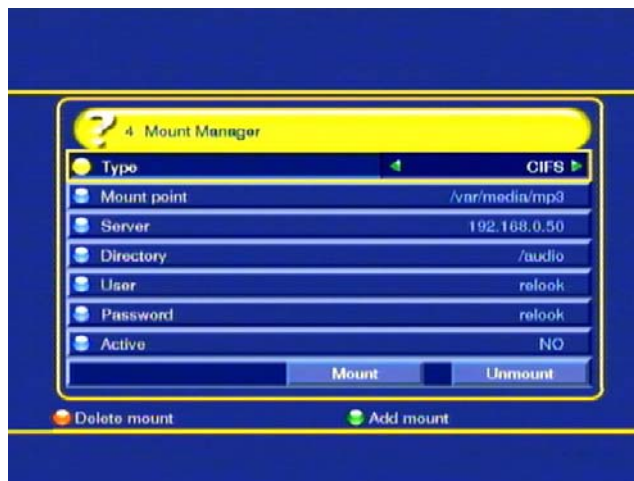 4 Mount Manager
Type CIFS
Mount point /var/media/mp3
Server 192.168.0.50
Directory /audio
User relook
Password relook
Active NO
Mount Unmount
Delete mount Add mount